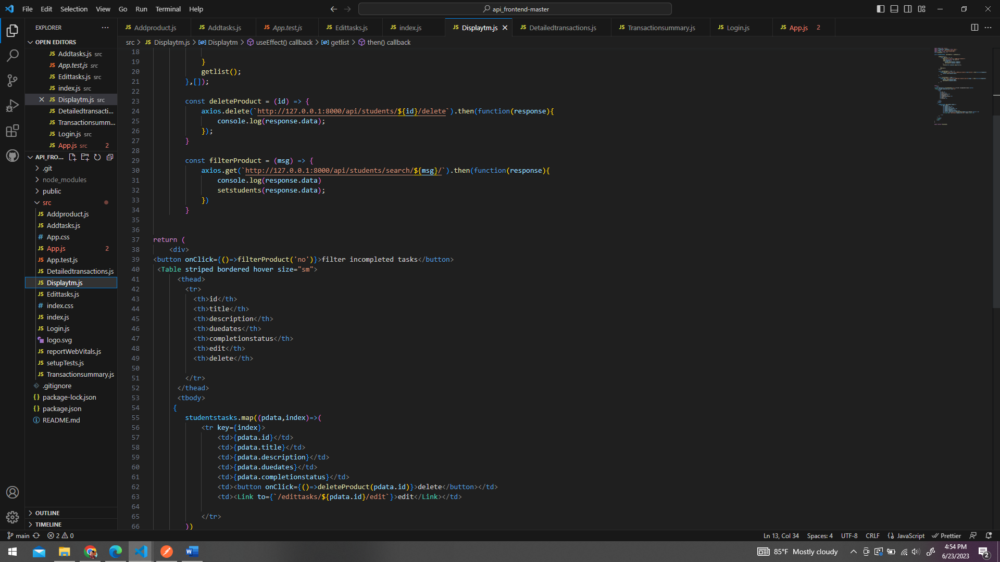 File Edit Selection View Go Run Terminal Help
api_frontend-master
EXPLORER
Addproduct.js
Addtasks.js
App.test.js
Edittasks.js
index.js
Displaytm.js
Detailedtransactions.js
Transactionsummary.js
Login.js
App.js 2
src > JS Displaytm.js > Displaytm > useEffect() callback > getlist > then() callback
OPEN EDITORS
JS Addtasks.js src
JS App.test.js src
JS Edittasks.js src
JS index.js src
JS Displaytm.js src
JS Detailedtransacti...
JS Transactionsumm...
JS Login.js src
JS App.js src 2
API_FRO...
.git
node_modules
public
src
JS Addproduct.js
JS Addtasks.js
# App.css
JS App.js 2
JS App.test.js
JS Detailedtransactions.js
JS Displaytm.js
JS Edittasks.js
# index.css
JS index.js
JS Login.js
logo.svg
JS reportWebVitals.js
JS setupTests.js
JS Transactionsummary.js
.gitignore
{} package-lock.json
{} package.json
README.md
OUTLINE
TIMELINE
18
19 }
20 getlist();
21 },[]);
22
23 const deleteProduct = (id) => {
24 axios.delete(`http://127.0.0.1:8000/api/students/${id}/delete`).then(function(response){
25 console.log(response.data);
26 });
27 }
28
29 const filterProduct = (msg) => {
30 axios.get(`http://127.0.0.1:8000/api/students/search/${msg}/`).then(function(response){
31 console.log(response.data)
32 setstudents(response.data);
33 })
34 }
35
36
37 return (
38 <div>
39 <button onClick={()=>filterProduct('no')}>filter incompleted tasks</button>
40 <Table striped bordered hover size="sm">
41 <thead>
42 <tr>
43 <th>id</th>
44 <th>title</th>
45 <th>description</th>
46 <th>duedates</th>
47 <th>completionstatus</th>
48 <th>edit</th>
49 <th>delete</th>
50
51 </tr>
52 </thead>
53 <tbody>
54 {
55 studentstasks.map((pdata,index)=>(
56 <tr key={index}>
57 <td>{pdata.id}</td>
58 <td>{pdata.title}</td>
59 <td>{pdata.description}</td>
60 <td>{pdata.duedates}</td>
61 <td>{pdata.completionstatus}</td>
62 <td><button onClick={()=>deleteProduct(pdata.id)}>delete</button></td>
63 <td><Link to={`/edittasks/${pdata.id}/edit`}>edit</Link></td>
64
65 </tr>
66 ))
main 2 0 Ln 13, Col 34 Spaces: 4 UTF-8 CRLF {} JavaScript Prettier
85°F Mostly cloudy
4:54 PM
6/23/2023
2